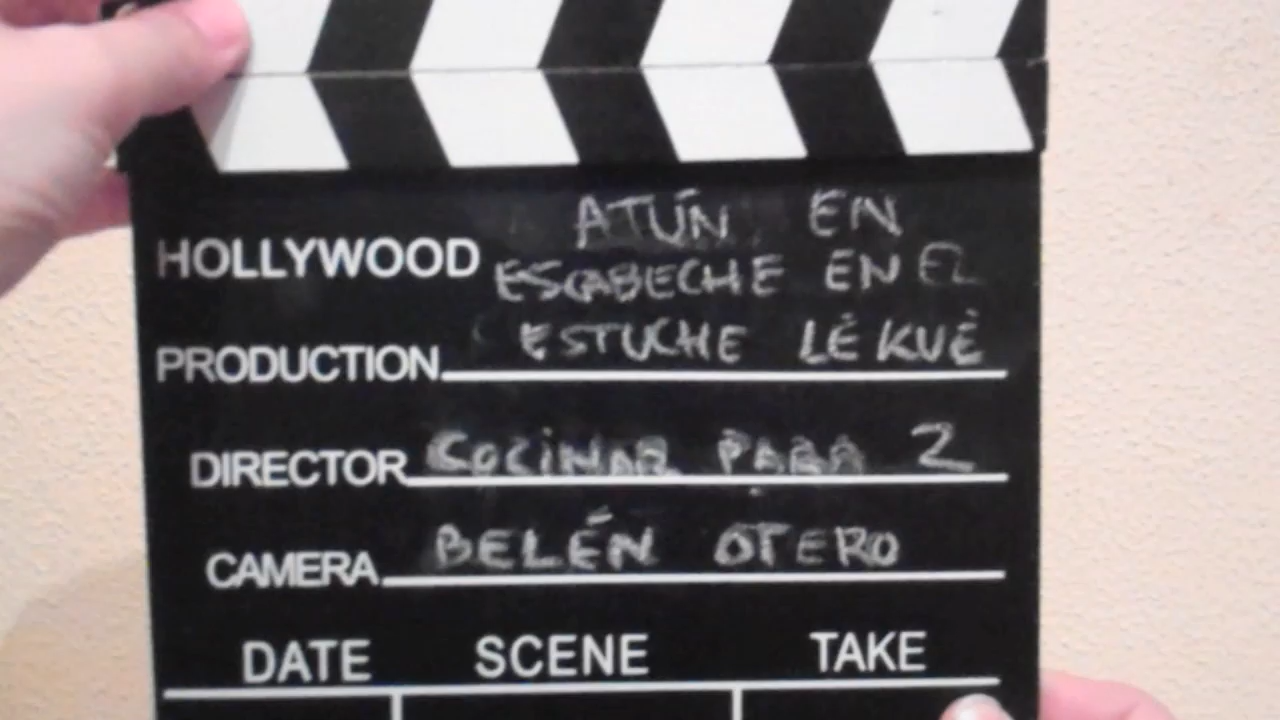 ATÚN EN
HOLLYWOOD ESCABECHE EN EL
PRODUCTION ESTUCHE LÉKUÉ
DIRECTOR COCINAR PARA 2
CAMERA BELÉN OTERO
DATE SCENE TAKE